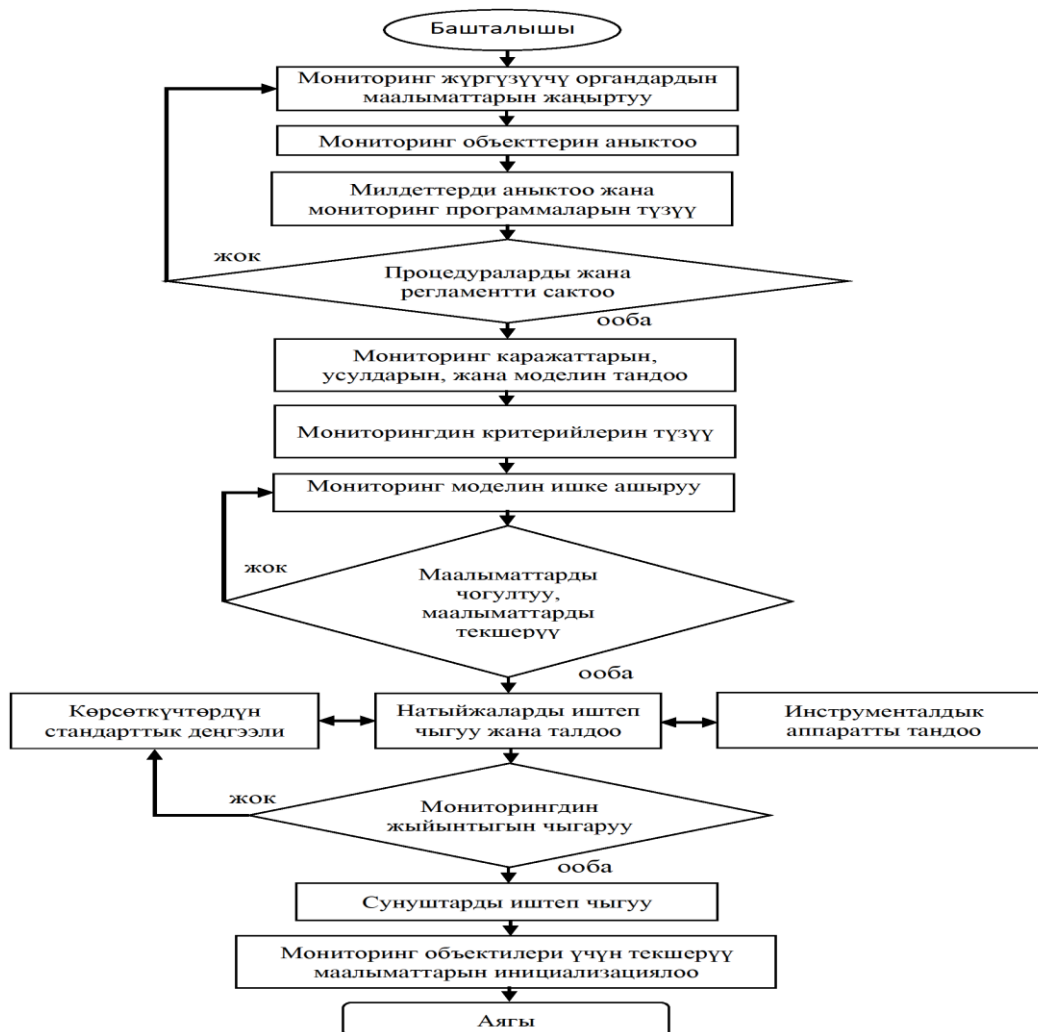 Башталышы
Мониторинг жүргүзүүчү органдардын
маалыматтарын жаңыртуу
Мониторинг объекттерин аныктоо
Милдеттерди аныктоо жана
мониторинг программаларын түзүү
жок
Процедураларды жана
регламентти сактоо
ооба
Мониторинг каражаттарын,
усулдарын, жана моделин тандоо
Мониторингдин критерийлерин түзүү
Мониторинг моделин ишке ашыруу
жок
Маалыматтарды
чогултуу,
маалыматтарды
текшерүү
ооба
Көрсөткүчтөрдүн
стандарттык деңгээли
Натыйжаларды иштеп
чыгуу жана талдоо
Инструменталдык
аппаратты тандоо
жок
Мониторингдин
жыйынтыгын чыгаруу
ооба
Сунуштарды иштеп чыгуу
Мониторинг объектилери үчүн текшерүү
маалыматтарын инициализациялоо
Аягы